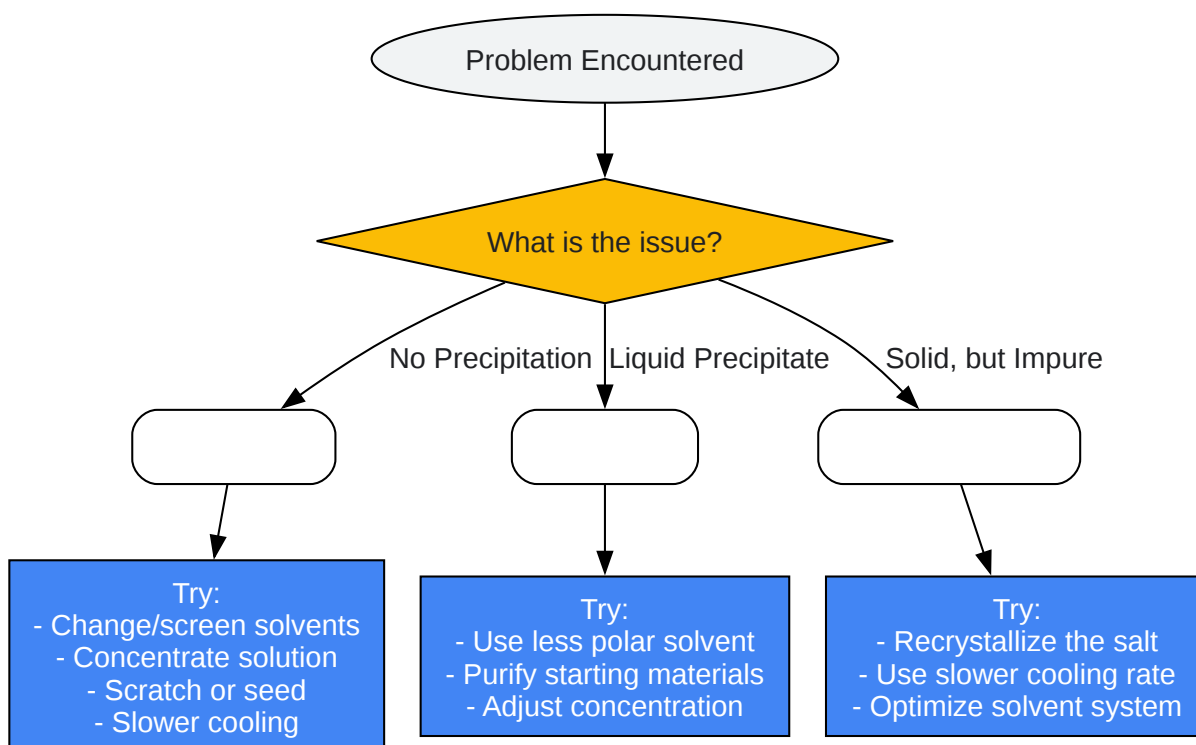 Problem Encountered
What is the issue?
No Precipitation
Liquid Precipitate
Solid, but Impure
Try:
- Change/screen solvents
- Concentrate solution
- Scratch or seed
- Slower cooling
Try:
- Use less polar solvent
- Purify starting materials
- Adjust concentration
Try:
- Recrystallize the salt
- Use slower cooling rate
- Optimize solvent system